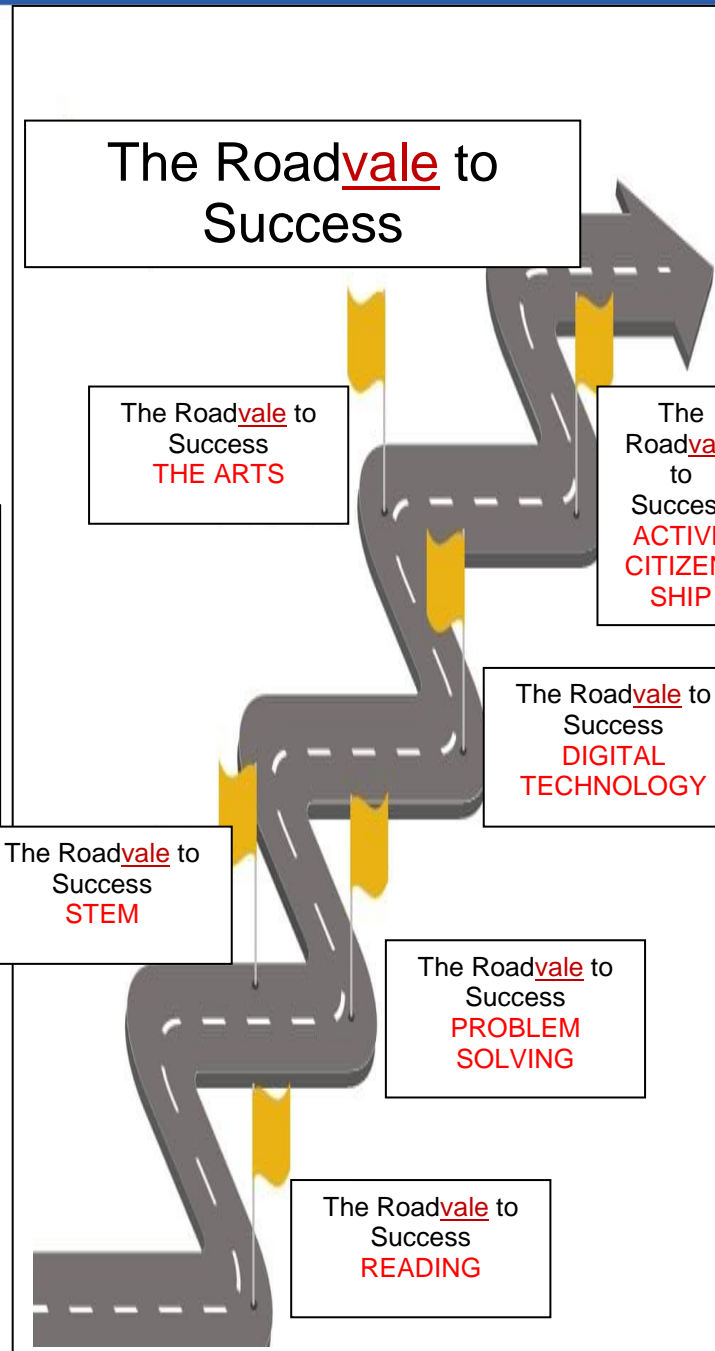 The Roadvale to
Success
The Roadvale to
Success
THE ARTS
The
to
The Roadvale to
Success
DIGITAL
TECHNOLOGY
SHIP
The Roadvale to
Success
STEM
The Roadvale to
Success
PROBLEM
SOLVING
The Roadvale to
Success
READING